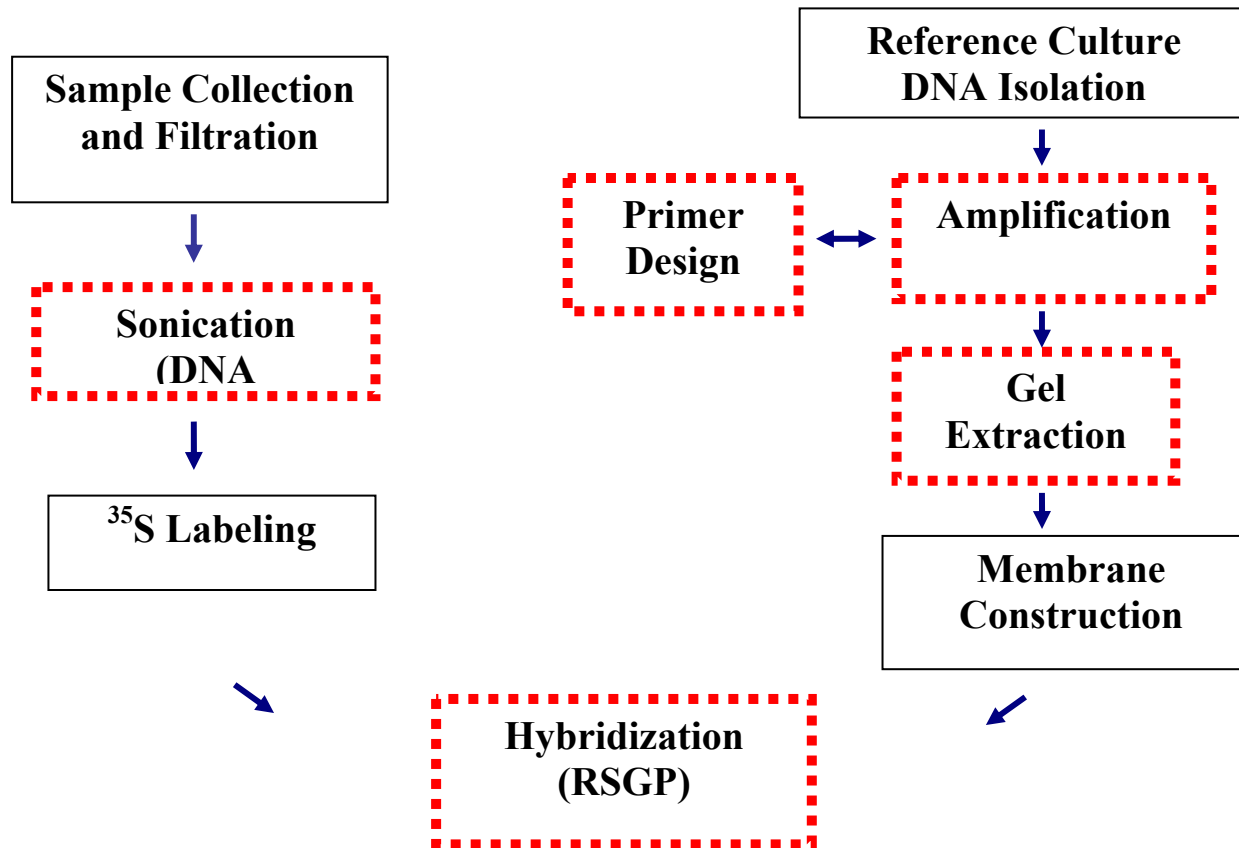 Sample Collection
and Filtration
Sonication
(DNA
³⁵S Labeling
Reference Culture
DNA Isolation
Primer
Design
Amplification
Gel
Extraction
Membrane
Construction
Hybridization
(RSGP)